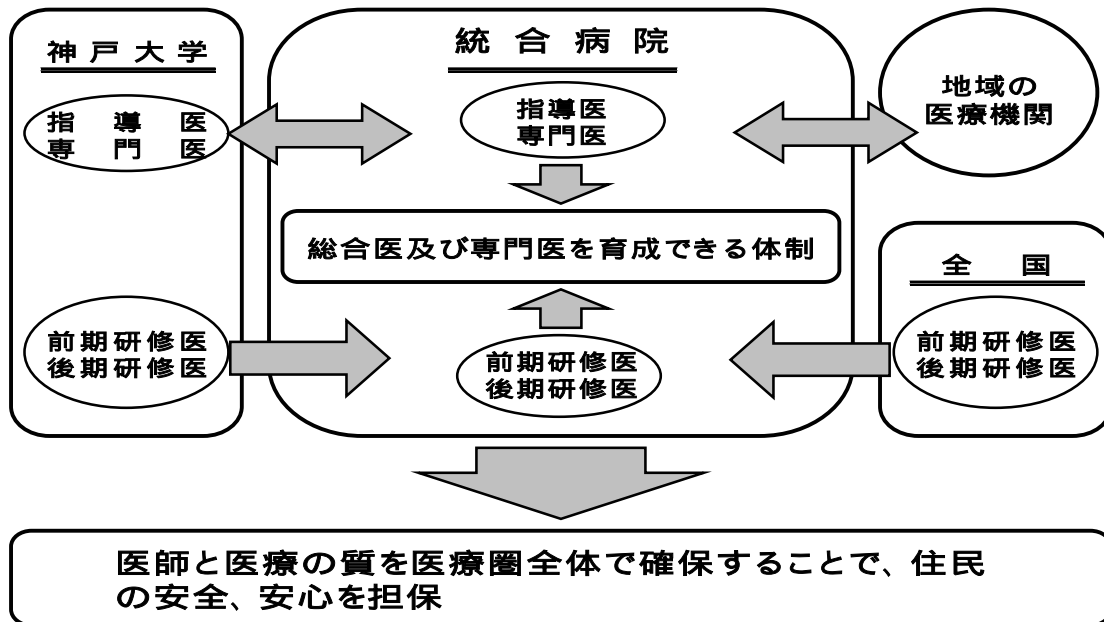 神戸大学
指導医
専門医
前期研修医
後期研修医
統合病院
指導医
専門医
総合医及び専門医を育成できる体制
前期研修医
後期研修医
地域の
医療機関
全国
前期研修医
後期研修医
医師と医療の質を医療圏全体で確保することで、住民
の安全、安心を担保